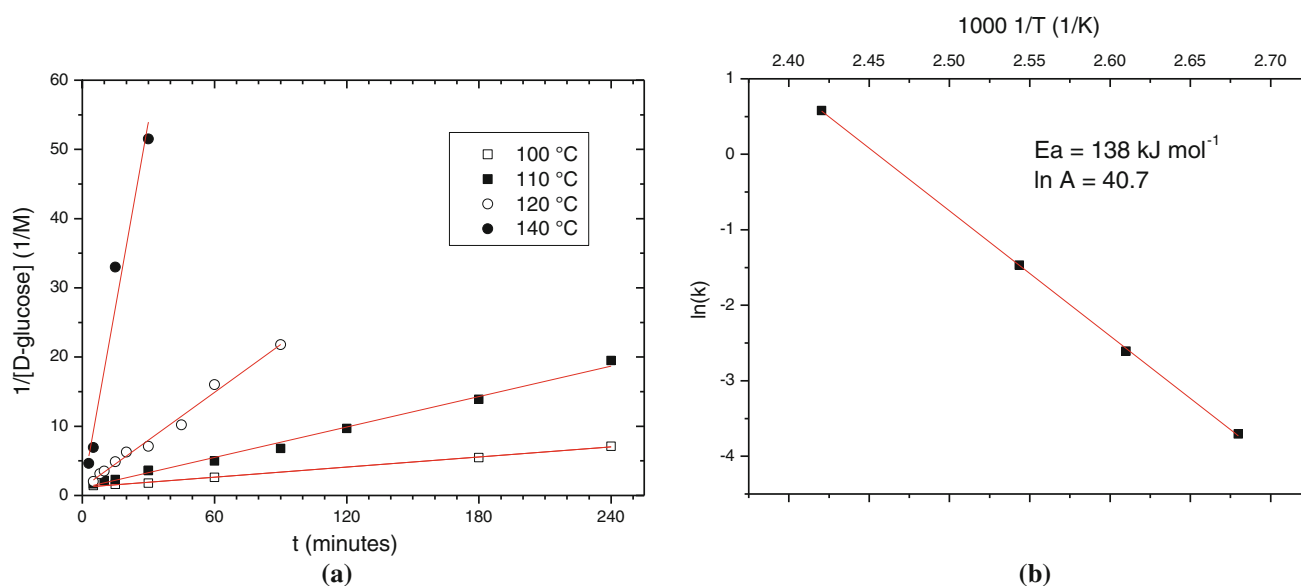 60
50
40
30
20
10
0
1/[D-glucose] (1/M)
100 °C
110 °C
120 °C
140 °C
0 60 120 180 240
t (minutes)
(a)
1000 1/T (1/K)
2.40 2.45 2.50 2.55 2.60 2.65 2.70
1
0
-1
-2
-3
-4
ln(k)
Ea = 138 kJ mol-1
ln A = 40.7
(b)